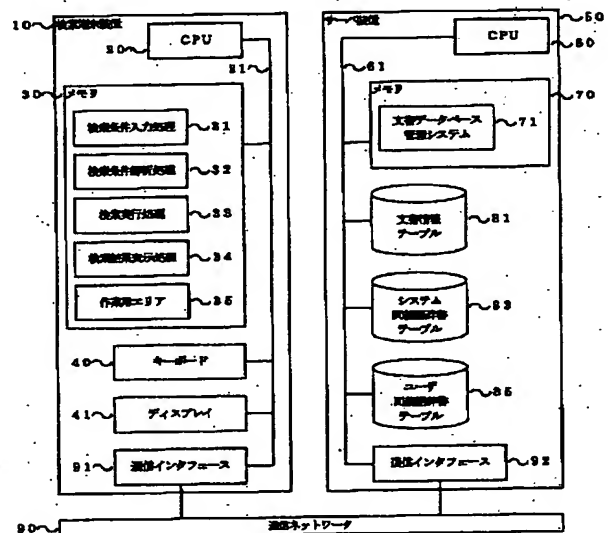 10
検索端末装置
20
CPU
21
30
メモリ
検索条件入力処理
31
検索条件解析処理
32
検索実行処理
33
検索結果表示処理
34
作業用エリア
35
40
キーボード
41
ディスプレイ
91
通信インタフェース
サーバ装置
50
CPU
60
61
メモリ
70
文書データベース
管理システム
71
文書情報
テーブル
81
システム
同義語辞書
テーブル
83
ユーザ
同義語辞書
テーブル
85
通信インタフェース
92
90
通信ネットワーク